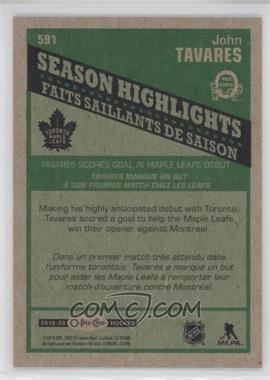 591
John
TAVARES
SEASON HIGHLIGHTS
FAITS SAILLANTS DE SAISON
O PEE CHEE
TORONTO
MAPLE
LEAFS
TAVARES SCORES GOAL IN MAPLE LEAFS DEBUT
TAVARES MARQUE UN BUT
À SON PREMIER MATCH CHEZ LES LEAFS
Making his highly anticipated debut with Toronto,
Tavares scored a goal to help the Maple Leafs
win their opener against Montreal.
Dans un premier match très attendu dans
l'uniforme torontois, Tavares a marqué un but
pour aider les Maple Leafs à remporter leur
match d'ouverture contre Montréal.
2019-20 O-Pee-Chee HOCKEY
NHL
NHLPA